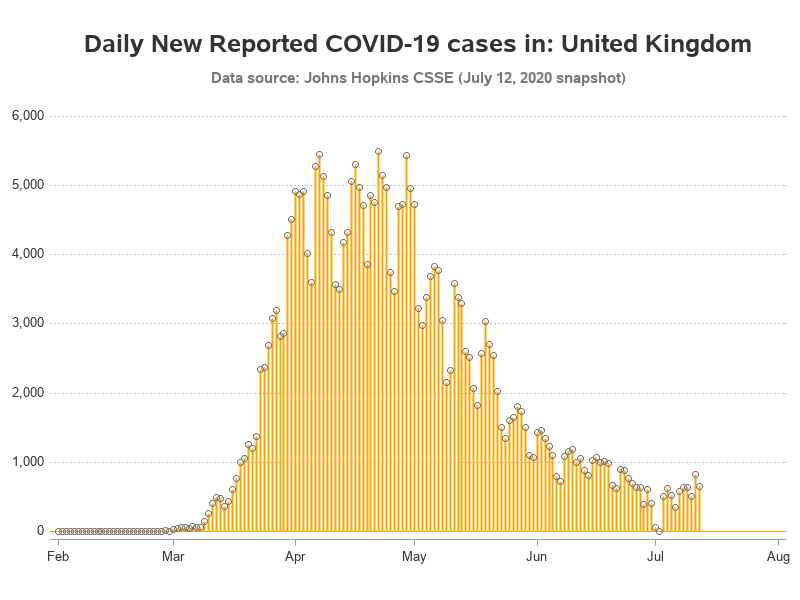 Daily New Reported COVID-19 cases in: United Kingdom
Data source: Johns Hopkins CSSE (July 12, 2020 snapshot)
6,000
5,000
4,000
3,000
2,000
1,000
0
Feb Mar Apr May Jun Jul Aug